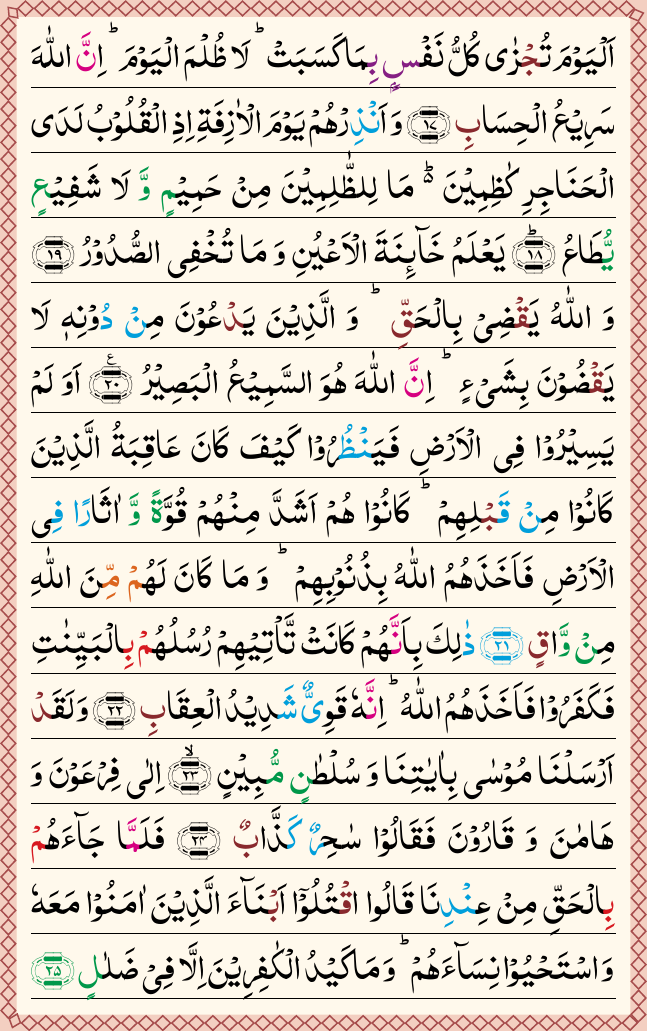 اَلْيَوْمَ تُجْزٰى كُلُّ نَفْسٍۭ بِمَا كَسَبَتْ ؕ لَا ظُلْمَ الْيَوْمَ ؕ اِنَّ اللّٰهَ
سَرِيْعُ الْحِسَابِ ﴿۱۷﴾ وَ اَنْذِرْهُمْ يَوْمَ الْاٰزِفَةِ اِذِ الْقُلُوْبُ لَدَى
الْحَنَاجِرِ كٰظِمِيْنَ ۬ؕ مَا لِلظّٰلِمِيْنَ مِنْ حَمِيْمٍ وَّ لَا شَفِيْعٍ
يُّطَاعُ ﴿ؕ۱۸﴾ يَعْلَمُ خَآئِنَةَ الْاَعْيُنِ وَ مَا تُخْفِى الصُّدُوْرُ ﴿۱۹﴾
وَ اللّٰهُ يَقْضِىْ بِالْحَقِّ ؕ وَ الَّذِيْنَ يَدْعُوْنَ مِنْ دُوْنِهٖ لَا
يَقْضُوْنَ بِشَىْءٍ ؕ اِنَّ اللّٰهَ هُوَ السَّمِيْعُ الْبَصِيْرُ ﴿۲۰﴾ع اَوَ لَمْ
يَسِيْرُوْا فِى الْاَرْضِ فَيَنْظُرُوْا كَيْفَ كَانَ عَاقِبَةُ الَّذِيْنَ
كَانُوْا مِنْ قَبْلِهِمْ ؕ كَانُوْا هُمْ اَشَدَّ مِنْهُمْ قُوَّةً وَّ اٰثَارًا فِى
الْاَرْضِ فَاَخَذَهُمُ اللّٰهُ بِذُنُوْبِهِمْ ؕ وَ مَا كَانَ لَهُمْ مِّنَ اللّٰهِ
مِنْ وَّاقٍ ﴿۲۱﴾ ذٰلِكَ بِاَنَّهُمْ كَانَتْ تَّاْتِيْهِمْ رُسُلُهُمْ بِالْبَيِّنٰتِ
فَكَفَرُوْا فَاَخَذَهُمُ اللّٰهُ ؕ اِنَّهٗ قَوِىٌّ شَدِيْدُ الْعِقَابِ ﴿۲۲﴾ وَلَقَدْ
اَرْسَلْنَا مُوْسٰى بِاٰيٰتِنَا وَ سُلْطٰنٍ مُّبِيْنٍ ﴿ۙ۲۳﴾ اِلٰى فِرْعَوْنَ وَ
هَامٰنَ وَ قَارُوْنَ فَقَالُوْا سٰحِرٌ كَذَّابٌ ﴿۲۴﴾ فَلَمَّا جَآءَهُمْ
بِالْحَقِّ مِنْ عِنْدِنَا قَالُوا اقْتُلُوْۤا اَبْنَآءَ الَّذِيْنَ اٰمَنُوْا مَعَهٗ
وَاسْتَحْيُوْا نِسَآءَهُمْ ؕ وَ مَا كَيْدُ الْكٰفِرِيْنَ اِلَّا فِىْ ضَلٰلٍ ﴿۲۵﴾